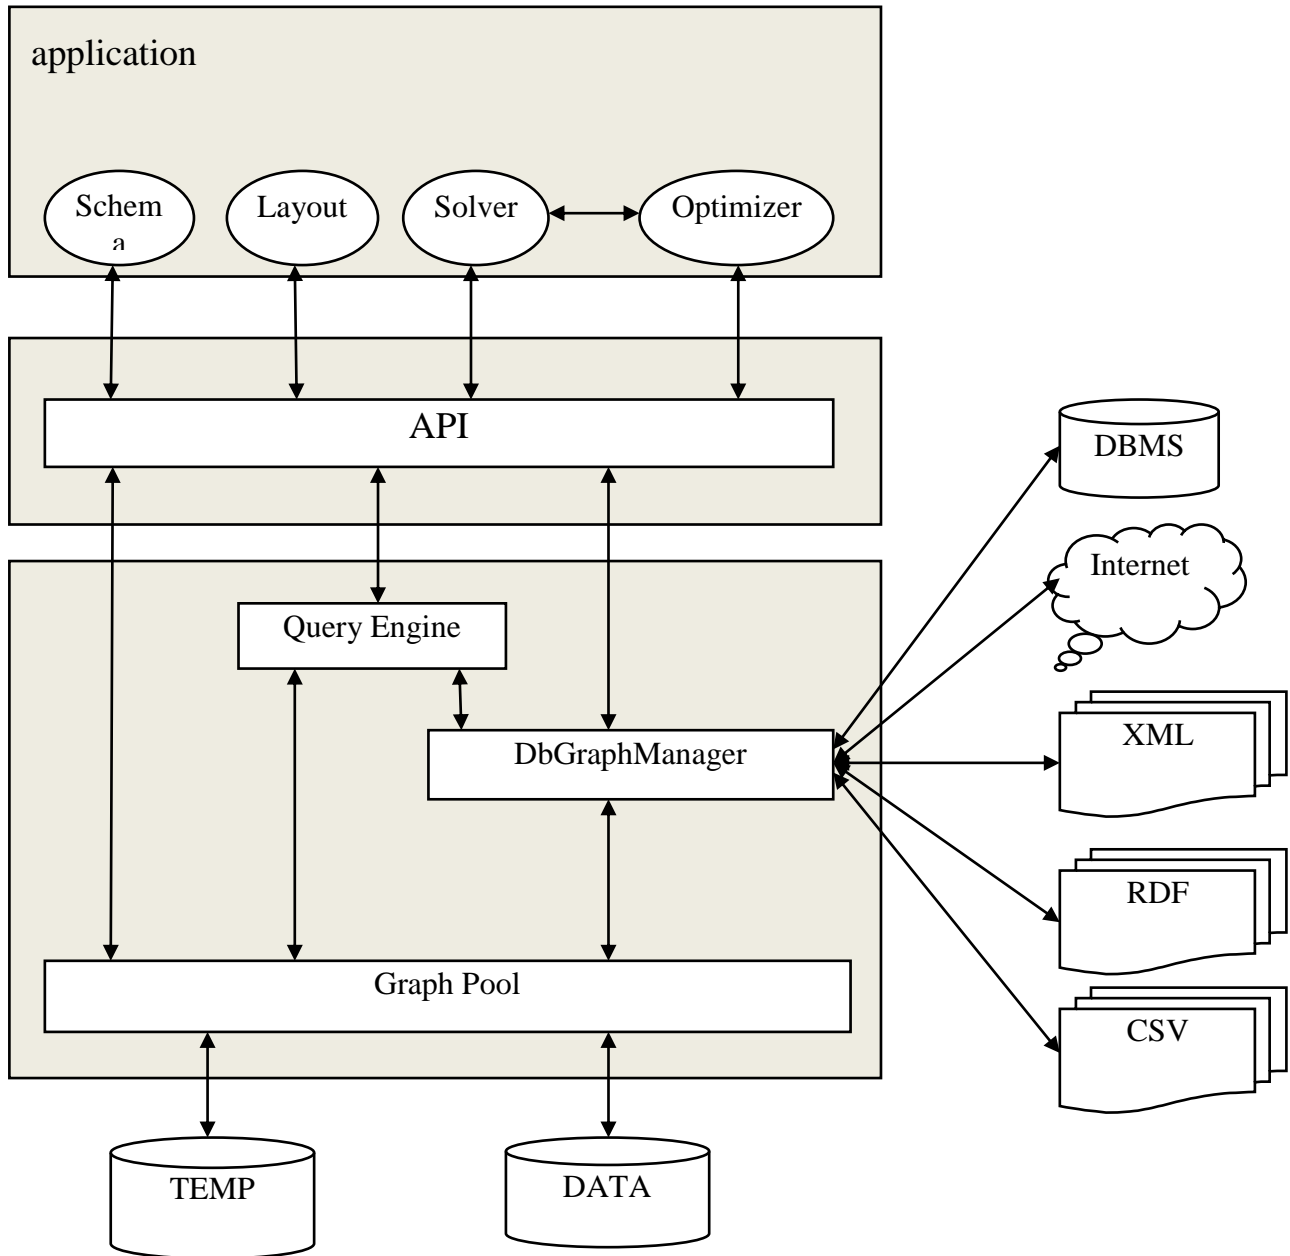 application
Schem
a
Layout
Solver
Optimizer
API
DBMS
Internet
Query Engine
XML
DbGraphManager
RDF
Graph Pool
CSV
TEMP
DATA